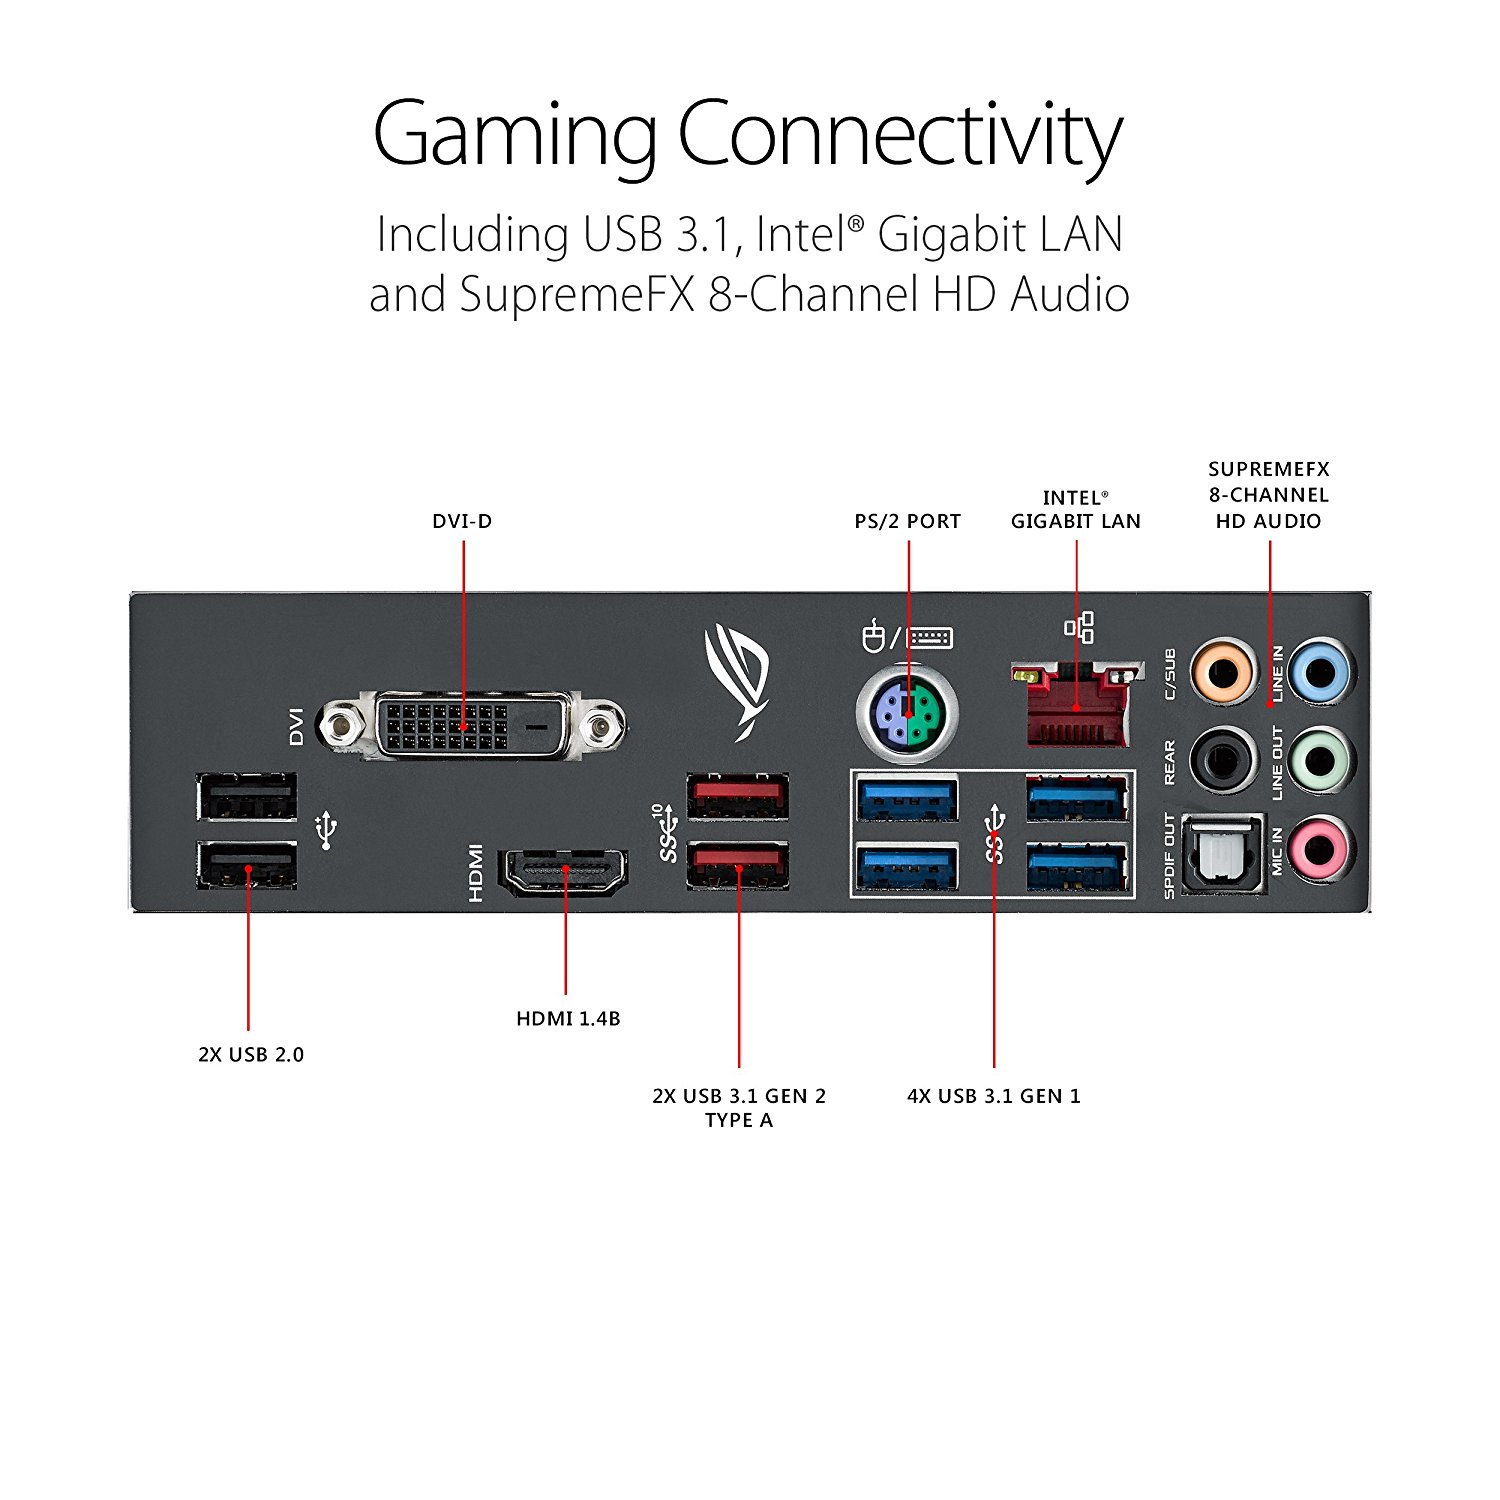 Gaming Connectivity
Including USB 3.1, Intel® Gigabit LAN
and SupremeFX 8-Channel HD Audio
DVI-D
PS/2 PORT
INTEL®
GIGABIT LAN
SUPREMEFX
8-CHANNEL
HD AUDIO
DVI
HDMI
SS 10
SS
C/SUB
LINE IN
REAR
LINE OUT
SPDIF OUT
MIC IN
2X USB 2.0
HDMI 1.4B
2X USB 3.1 GEN 2
TYPE A
4X USB 3.1 GEN 1